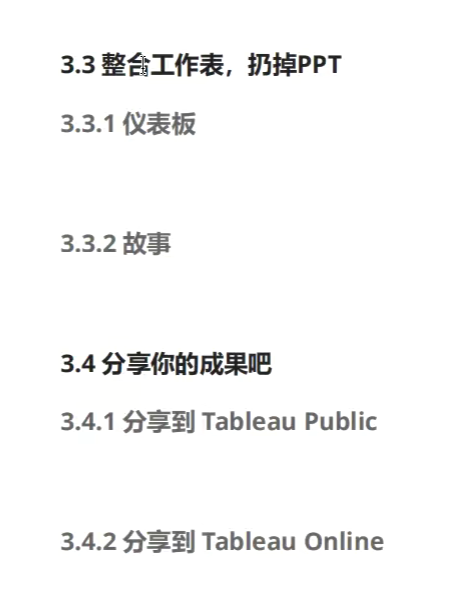 3.3 整合工作表，扔掉PPT
3.3.1 仪表板
3.3.2 故事
3.4 分享你的成果吧
3.4.1 分享到 Tableau Public
3.4.2 分享到 Tableau Online